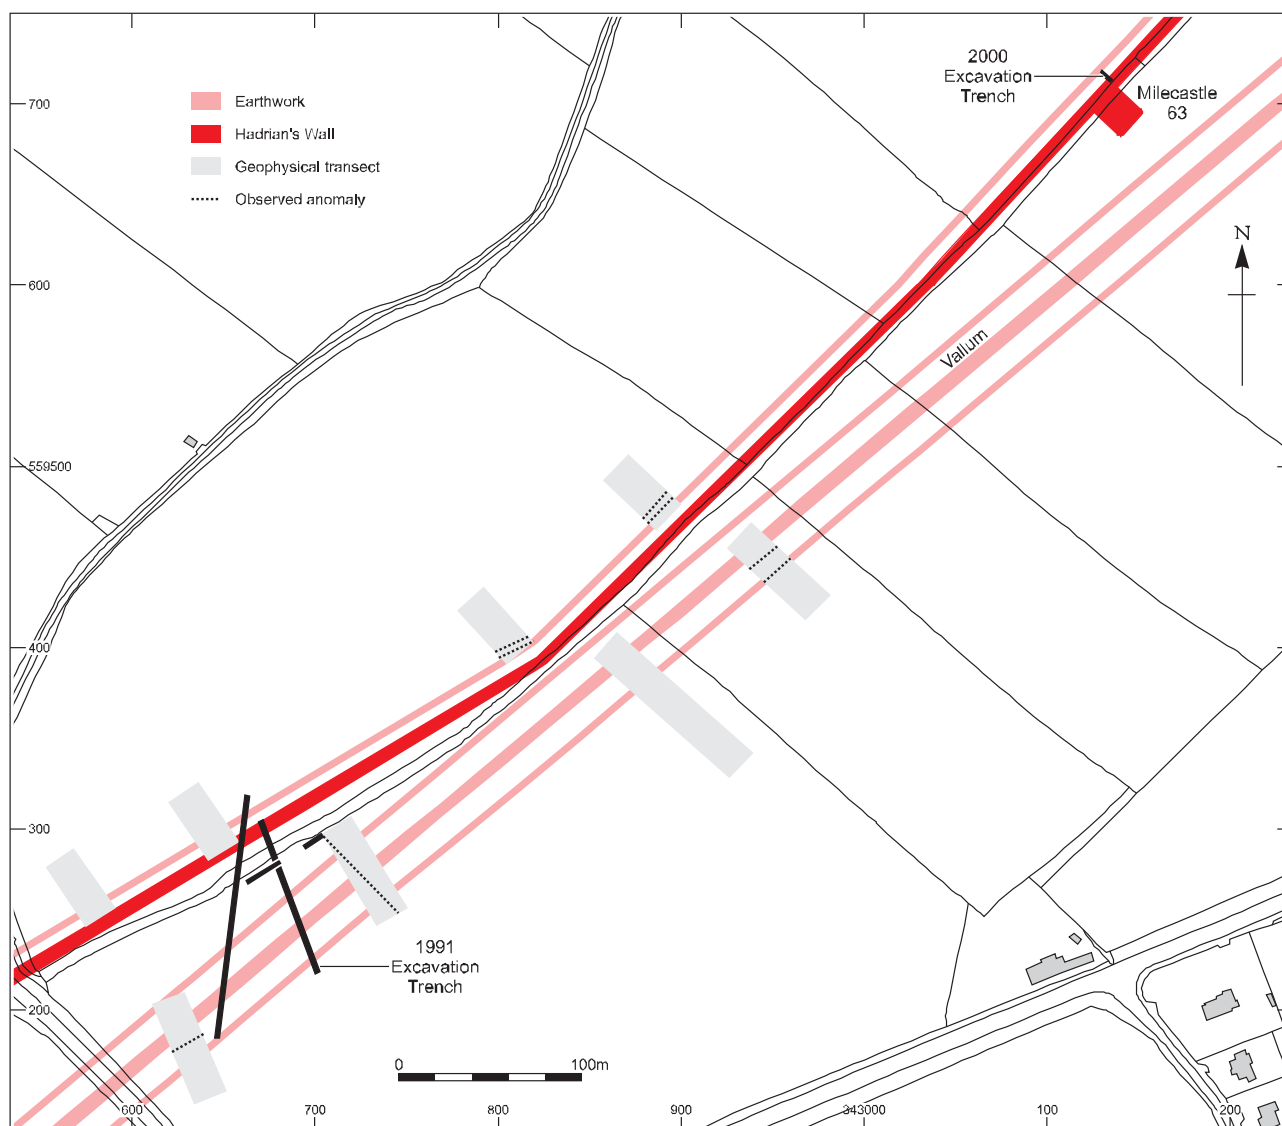 2000
Excavation
Trench
Milecastle
63
Earthwork
Hadrian's Wall
Geophysical transect
Observed anomaly
700
N
600
Vallum
559500
400
300
1991
Excavation
Trench
200
0 100m
600 700 800 900 343000 100 200